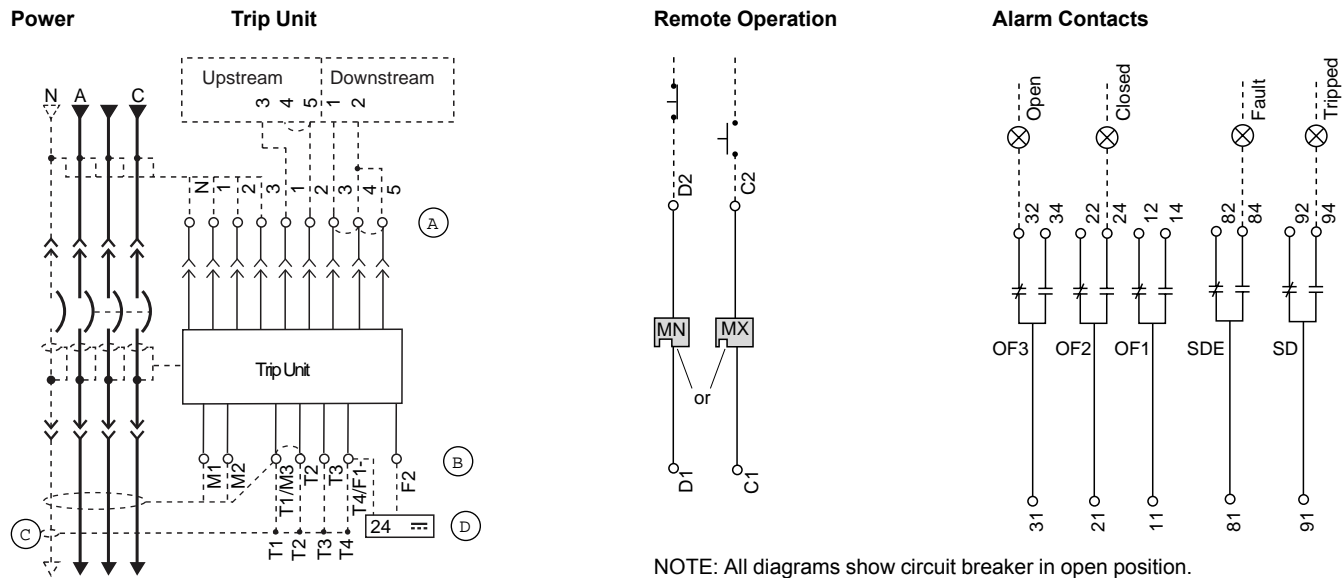 Power
Trip Unit
Remote Operation
Alarm Contacts
Upstream
Downstream
3 4 5 1 2
N A C
N 1 2 3 1 2 3 4 5
A
Trip Unit
M1 M2 T1/M3 T2 T3 T4/F1- F2
B
C
24
D
T1 T2 T3 T4
D2 C2
MN
MX
or
D1 C1
Open
Closed
Fault
Tripped
32 34 22 24 12 14 82 84 92 94
OF3 OF2 OF1 SDE SD
31 21 11 81 91
NOTE: All diagrams show circuit breaker in open position.